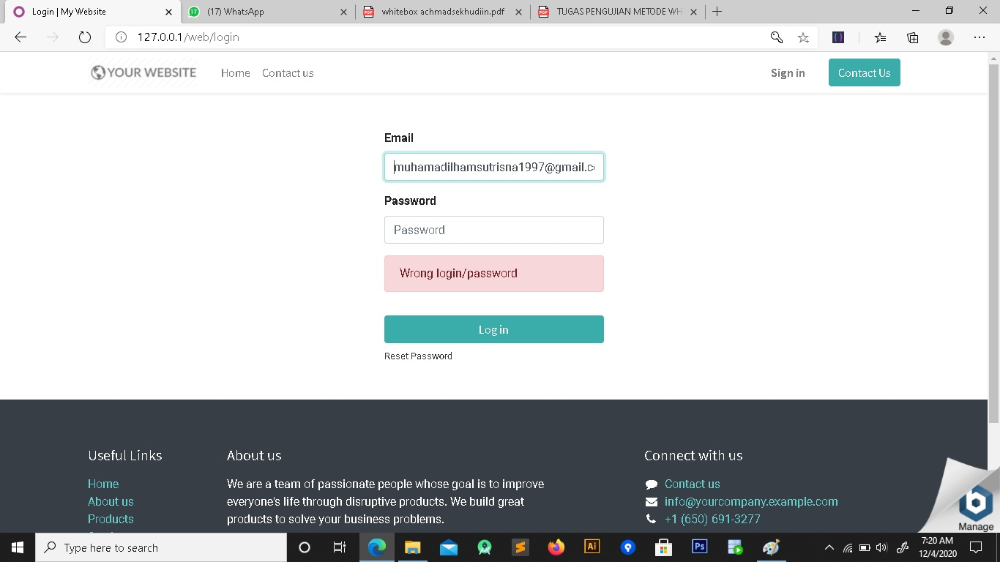 Login | My Website
(17) WhatsApp
whitebox achmadsekhudiin.pdf
TUGAS PENGUJIAN METODE WH
127.0.0.1/web/login
YOUR WEBSITE
Home
Contact us
Sign in
Contact Us
Email
muhamadilhamsutrisna1997@gmail.c
Password
Password
Wrong login/password
Log in
Reset Password
Useful Links
Home
About us
Products
About us
We are a team of passionate people whose goal is to improve
everyone's life through disruptive products. We build great
products to solve your business problems.
Connect with us
Contact us
info@yourcompany.example.com
+1 (650) 691-3277
Manage
Type here to search
Ai
Ps
7:20 AM
12/4/2020